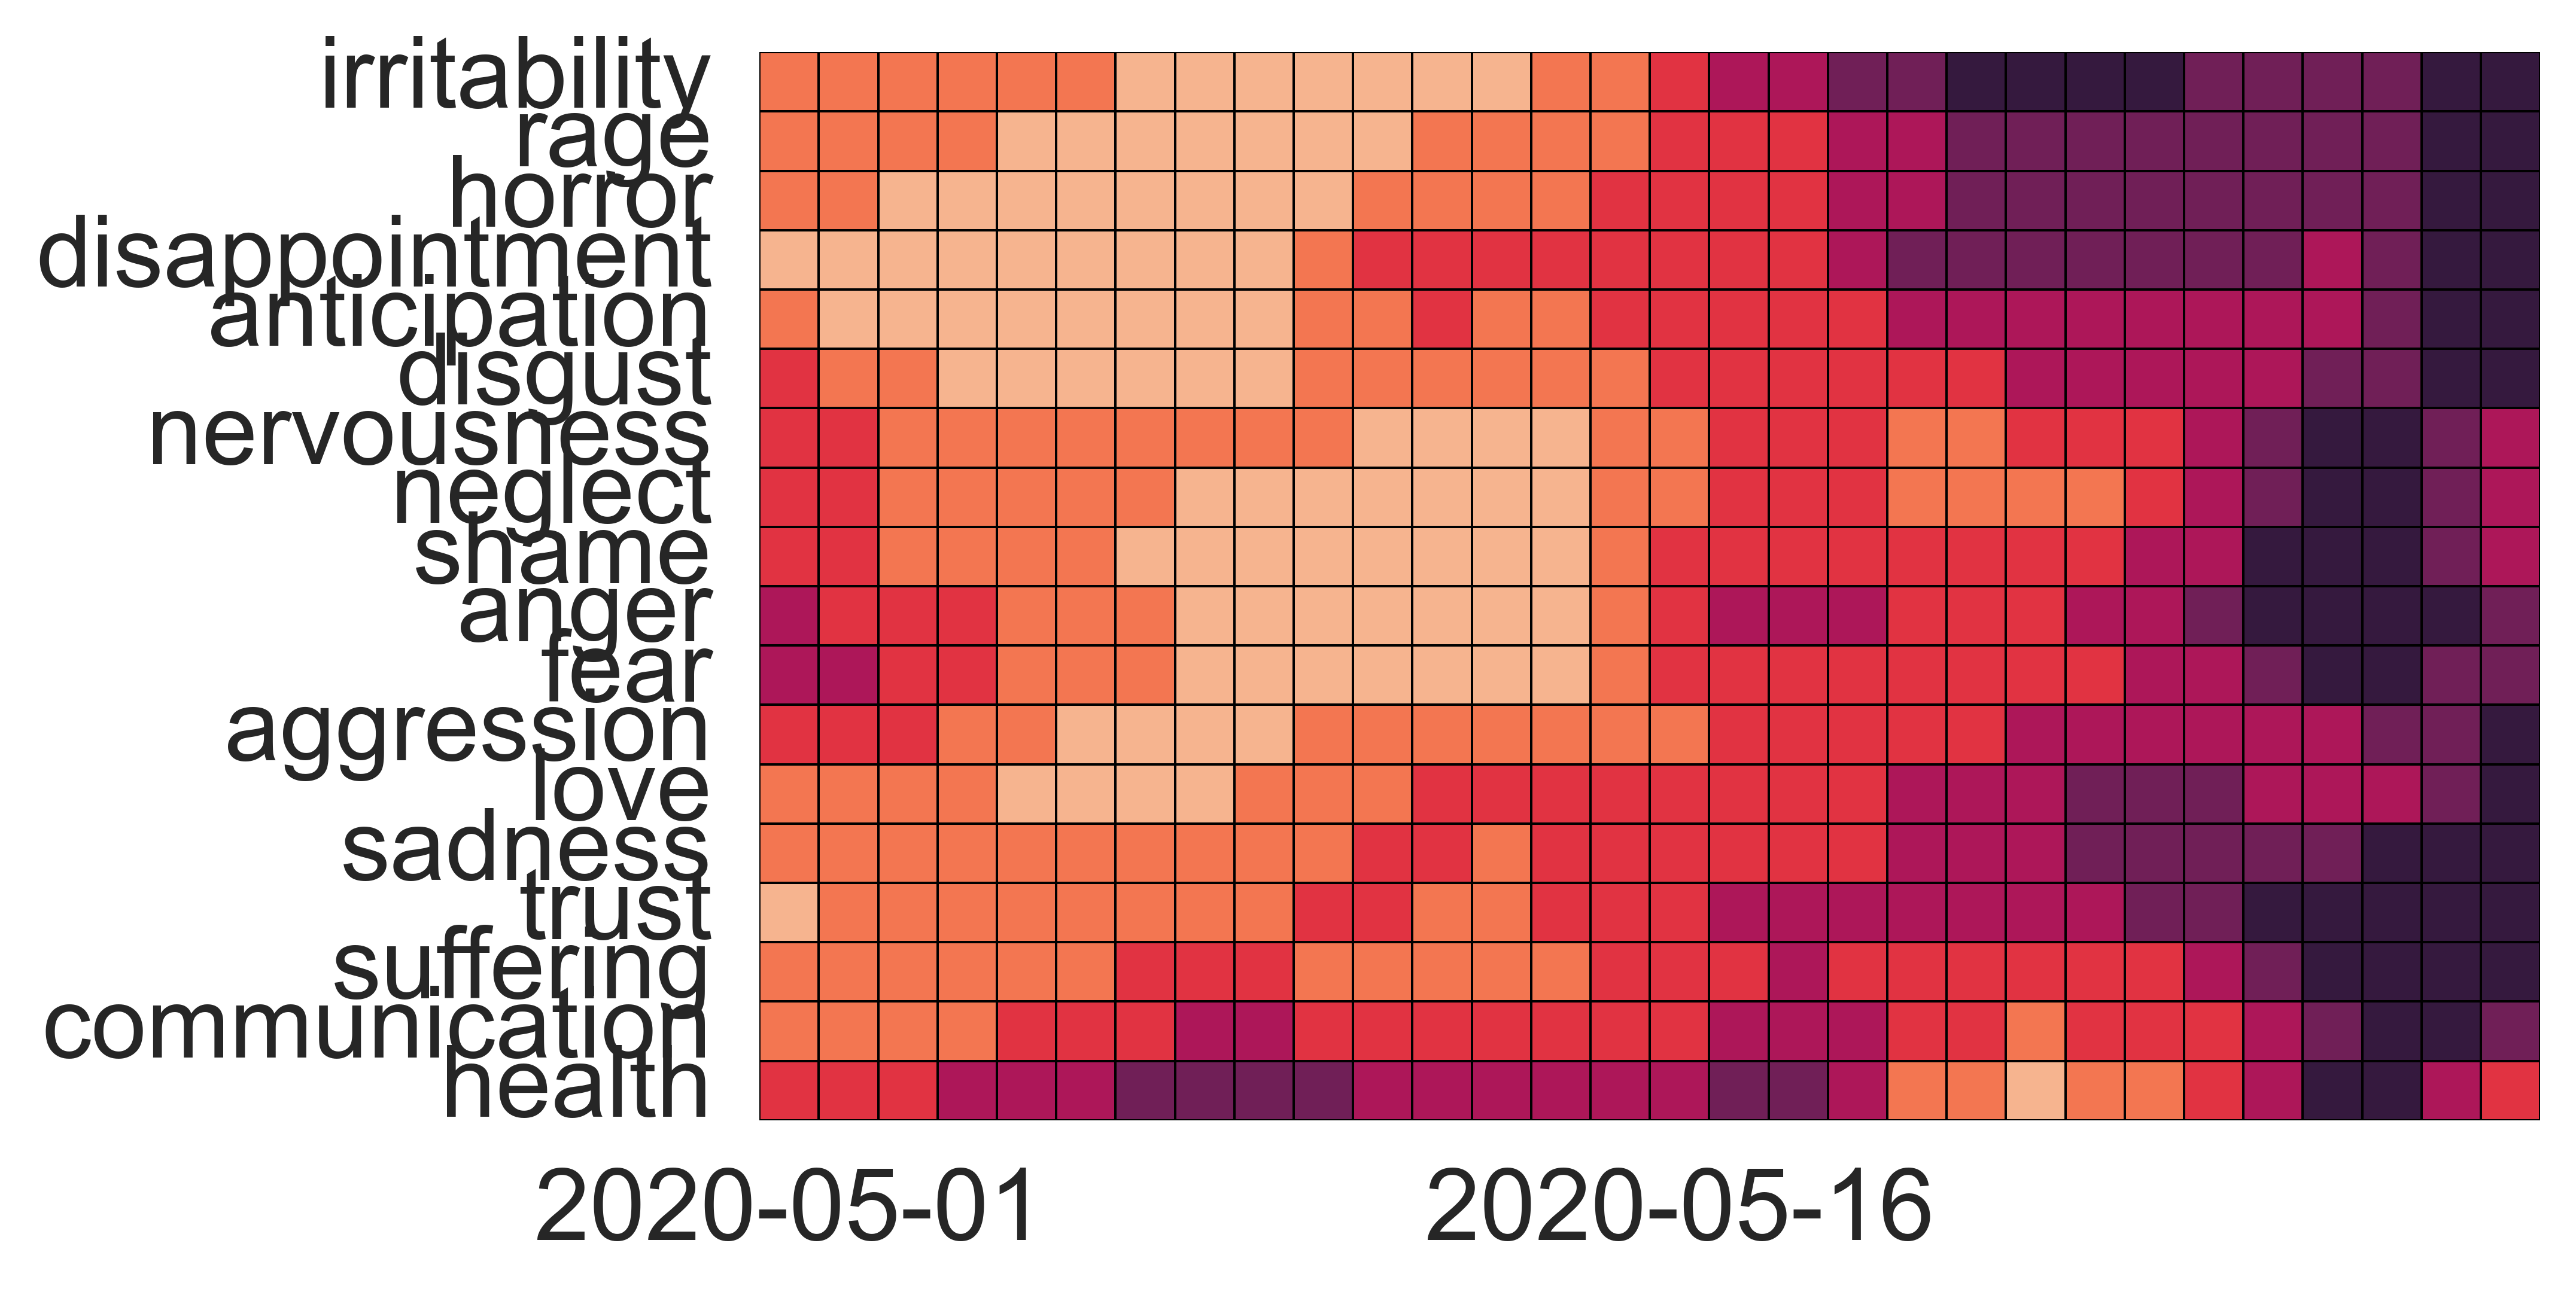 irritability
rage
horror
disappointment
anticipation
disgust
nervousness
neglect
shame
anger
fear
aggression
love
sadness
trust
suffering
communication
health
2020-05-01
2020-05-16